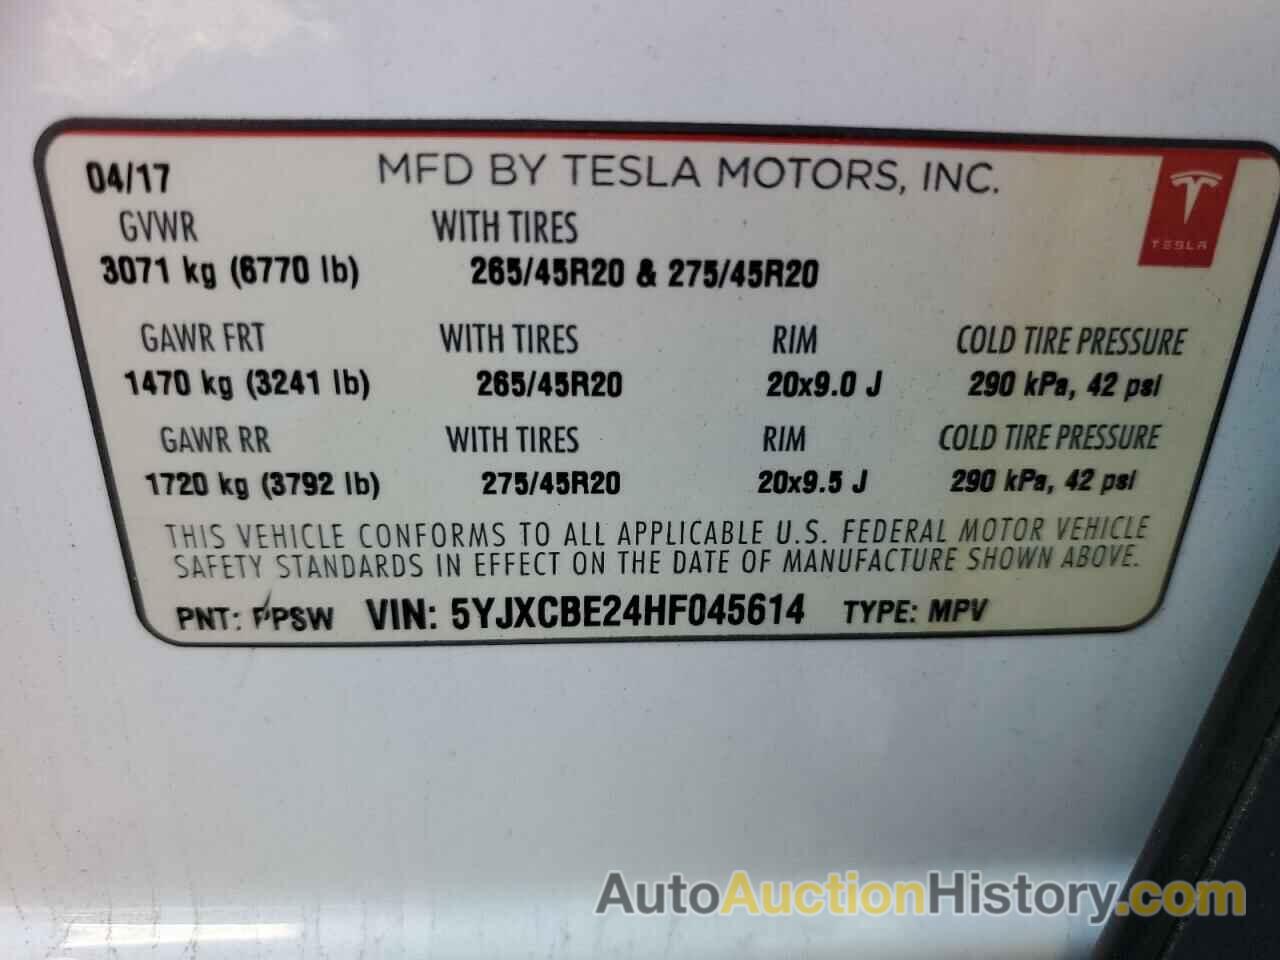 04/17 MFD BY TESLA MOTORS, INC.
GVWR WITH TIRES
TESLA
3071 kg (6770 lb) 265/45R20 & 275/45R20
GAWR FRT WITH TIRES RIM COLD TIRE PRESSURE
1470 kg (3241 lb) 265/45R20 20x9.0 J 290 kPa, 42 psi
GAWR RR WITH TIRES RIM COLD TIRE PRESSURE
1720 kg (3792 lb) 275/45R20 20x9.5 J 290 kPa, 42 psi
THIS VEHICLE CONFORMS TO ALL APPLICABLE U.S. FEDERAL MOTOR VEHICLE
SAFETY STANDARDS IN EFFECT ON THE DATE OF MANUFACTURE SHOWN ABOVE.
PNT: PPSW VIN: 5YJXCBE24HF045614 TYPE: MPV
AutoAuctionHistory.com